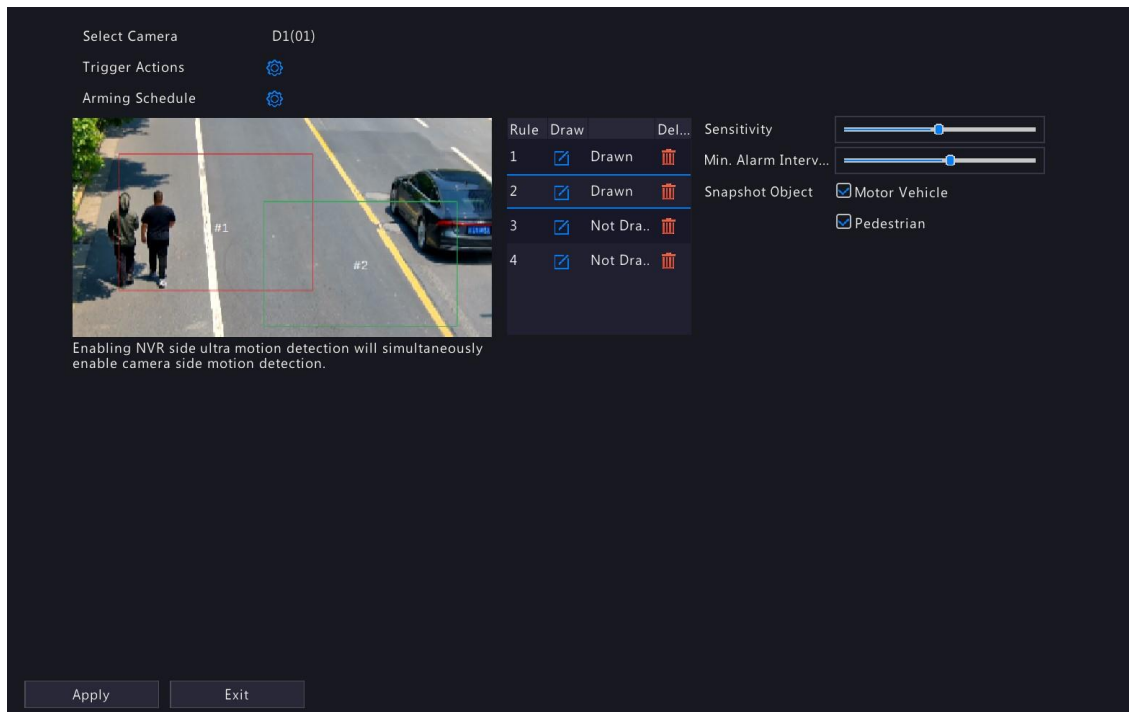 Select Camera D1(01)
Trigger Actions
Arming Schedule
Rule Draw Del...
1 Drawn
2 Drawn
3 Not Dra..
4 Not Dra..
Sensitivity
Min. Alarm Interv...
Snapshot Object Motor Vehicle
Pedestrian
#1
#2
Enabling NVR side ultra motion detection will simultaneously
enable camera side motion detection.
Apply Exit